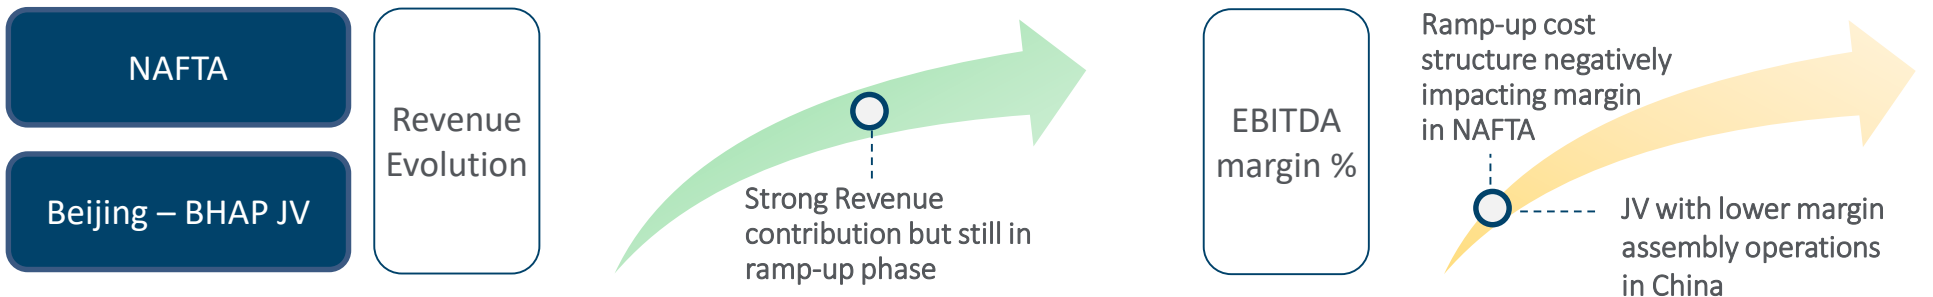 NAFTA
Beijing – BHAP JV
Revenue
Evolution
Strong Revenue
contribution but still in
ramp-up phase
EBITDA
margin %
Ramp-up cost
structure negatively
impacting margin
in NAFTA
JV with lower margin
assembly operations
in China